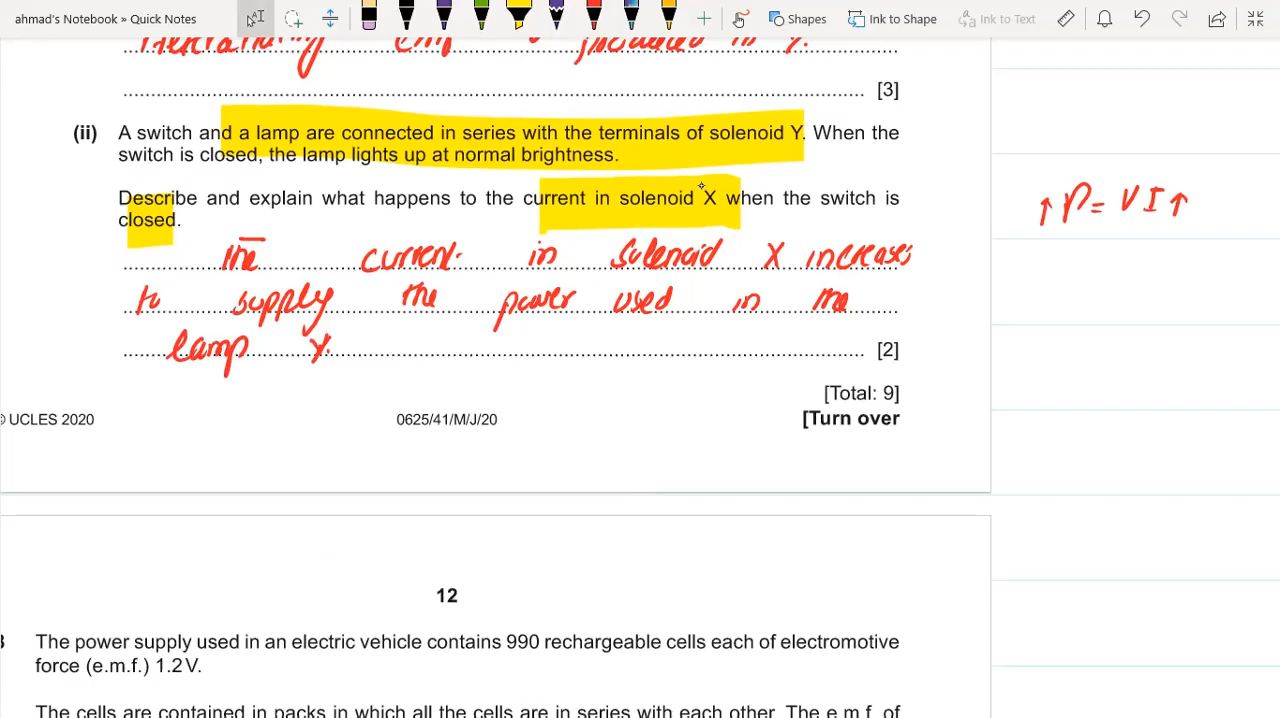 ahmad's Notebook » Quick Notes
Shapes
Ink to Shape
Ink to Text
Alternating emf produced in Y.
[3]
(ii) A switch and a lamp are connected in series with the terminals of solenoid Y. When the
switch is closed, the lamp lights up at normal brightness.
Describe and explain what happens to the current in solenoid X when the switch is
closed.
↑ P = VI ↑
The current in solenoid X increases
to supply the power used in the
lamp Y. [2]
[Total: 9]
© UCLES 2020 0625/41/M/J/20 [Turn over
12
The power supply used in an electric vehicle contains 990 rechargeable cells each of electromotive
force (e.m.f.) 1.2 V.
The cells are contained in packs in which all the cells are in series with each other. The e.m.f. of